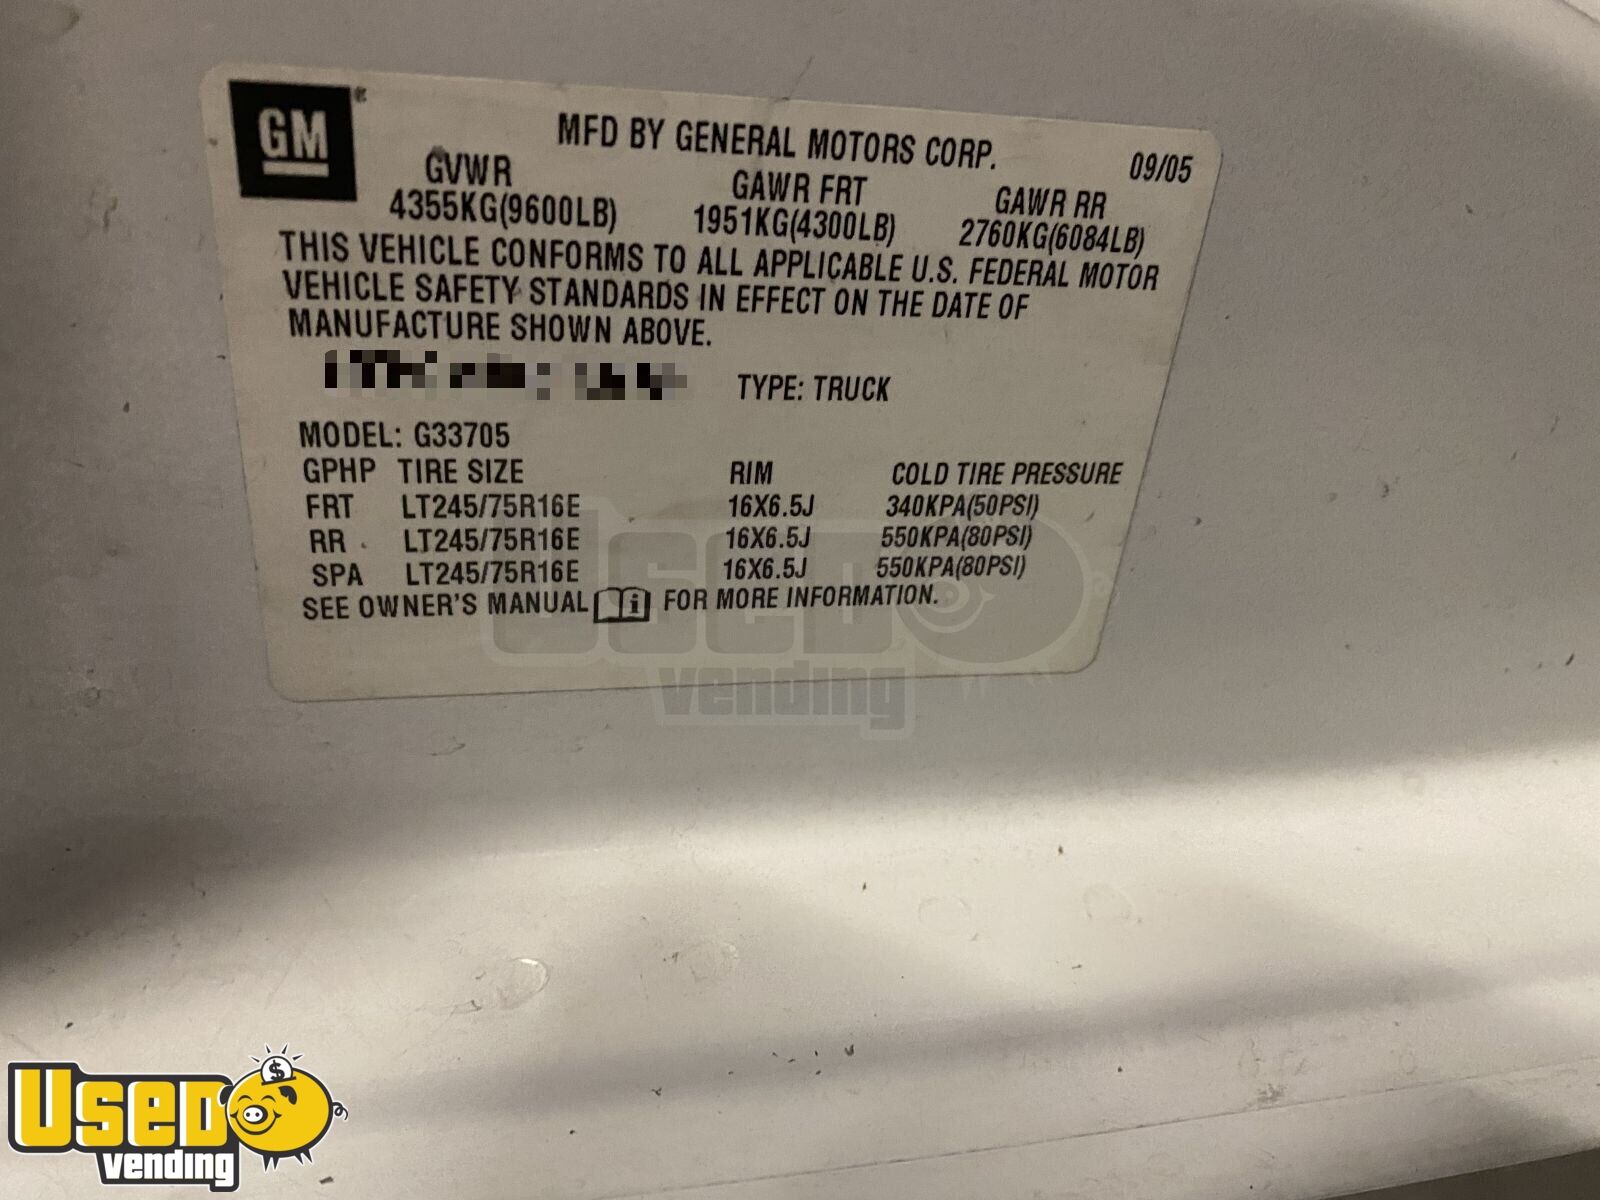 GM
MFD BY GENERAL MOTORS CORP. 09/05
GVWR GAWR FRT GAWR RR
4355KG(9600LB) 1951KG(4300LB) 2760KG(6084LB)
THIS VEHICLE CONFORMS TO ALL APPLICABLE U.S. FEDERAL MOTOR
VEHICLE SAFETY STANDARDS IN EFFECT ON THE DATE OF
MANUFACTURE SHOWN ABOVE.
TYPE: TRUCK
MODEL: G33705
GPHP TIRE SIZE RIM COLD TIRE PRESSURE
FRT LT245/75R16E 16X6.5J 340KPA(50PSI)
RR LT245/75R16E 16X6.5J 550KPA(80PSI)
SPA LT245/75R16E 16X6.5J 550KPA(80PSI)
SEE OWNER'S MANUAL FOR MORE INFORMATION.
USED
vending
USED
vending